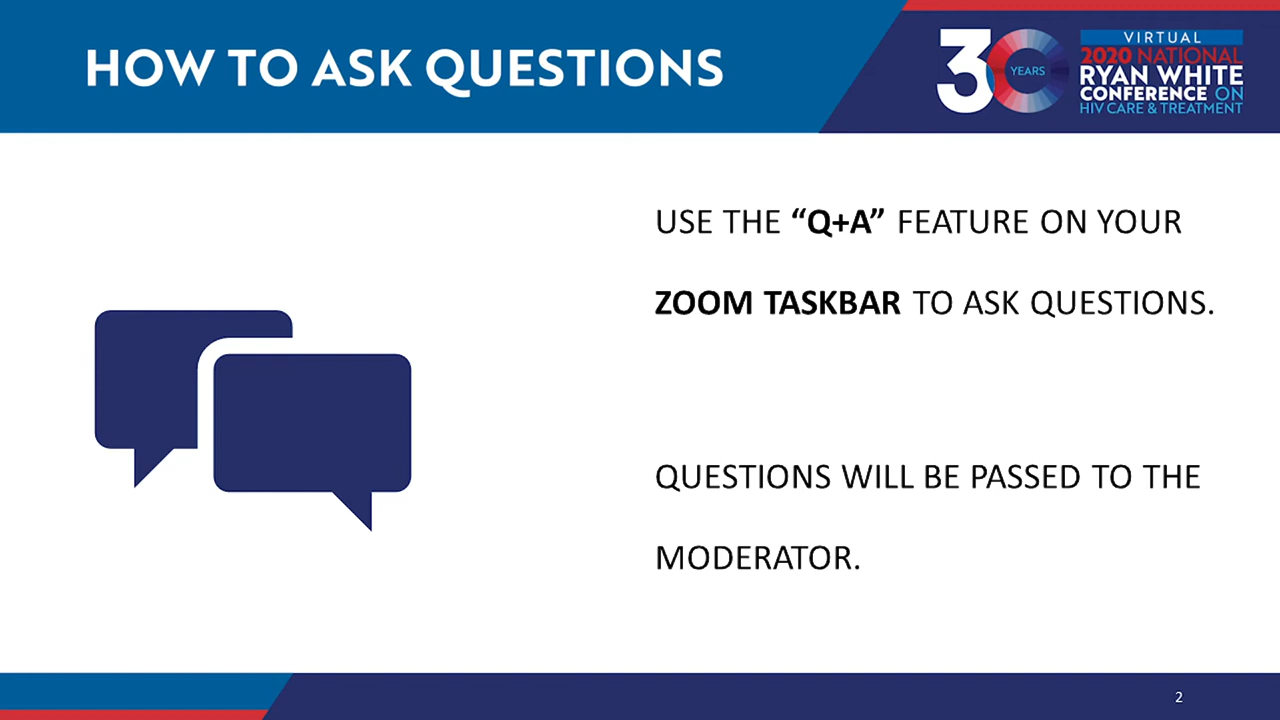 HOW TO ASK QUESTIONS
30 YEARS
VIRTUAL
2020 NATIONAL
RYAN WHITE
CONFERENCE ON
HIV CARE & TREATMENT
USE THE “Q+A” FEATURE ON YOUR
ZOOM TASKBAR TO ASK QUESTIONS.
QUESTIONS WILL BE PASSED TO THE
MODERATOR.
2